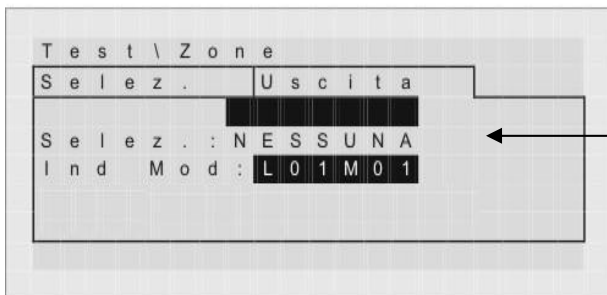 Test\Zone
Selez. Uscita
Selez.:NESSUNA
Ind Mod:L01M01